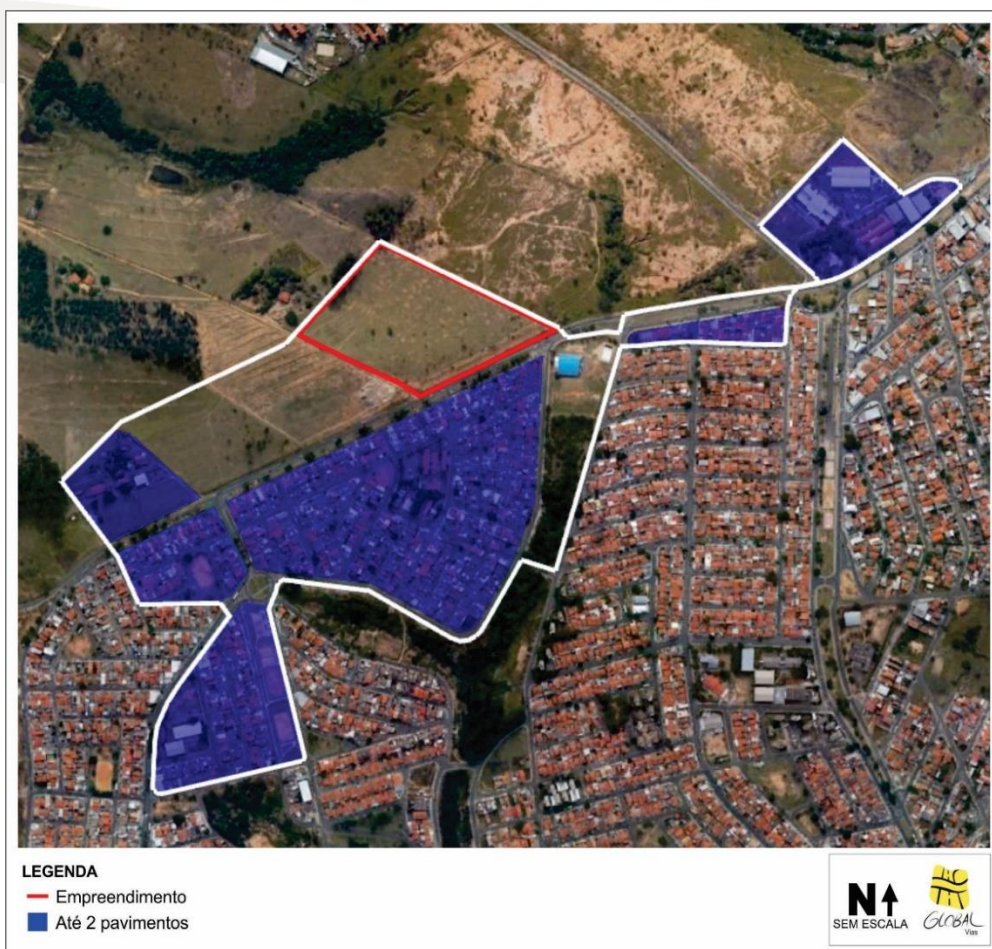 LEGENDA
Empreendimento
Até 2 pavimentos
N
SEM ESCALA
GLOBAL
Vias